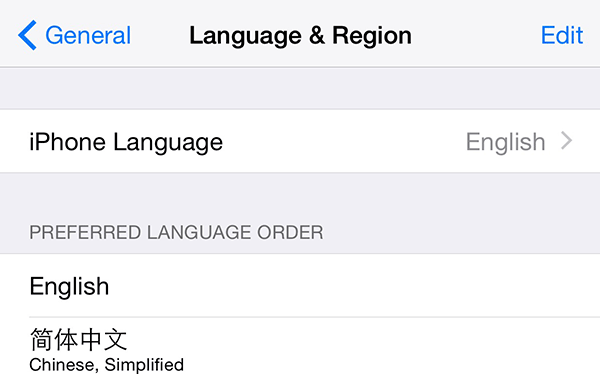 General Language & Region Edit
iPhone Language English
PREFERRED LANGUAGE ORDER
English
简体中文
Chinese, Simplified